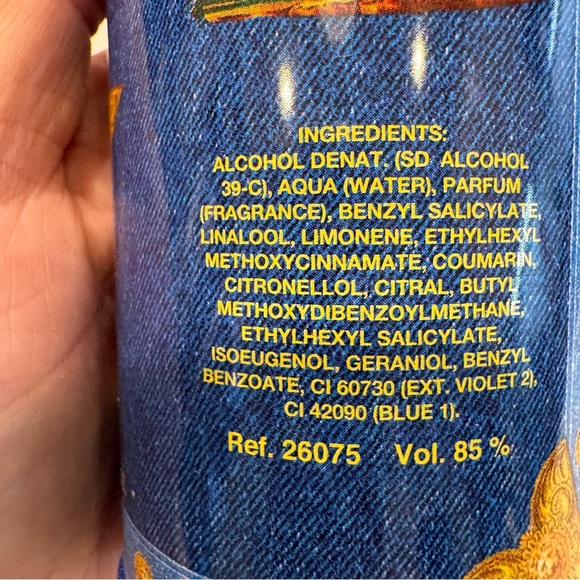 INGREDIENTS:
ALCOHOL DENAT. (SD ALCOHOL
39-C), AQUA (WATER), PARFUM
(FRAGRANCE), BENZYL SALICYLATE,
LINALOOL, LIMONENE, ETHYLHEXYL
METHOXYCINNAMATE, COUMARIN,
CITRONELLOL, CITRAL, BUTYL
METHOXYDIBENZOYLMETHANE,
ETHYLHEXYL SALICYLATE,
ISOEUGENOL, GERANIOL, BENZYL
BENZOATE, CI 60730 (EXT. VIOLET 2),
CI 42090 (BLUE 1).
Ref. 26075 Vol. 85 %